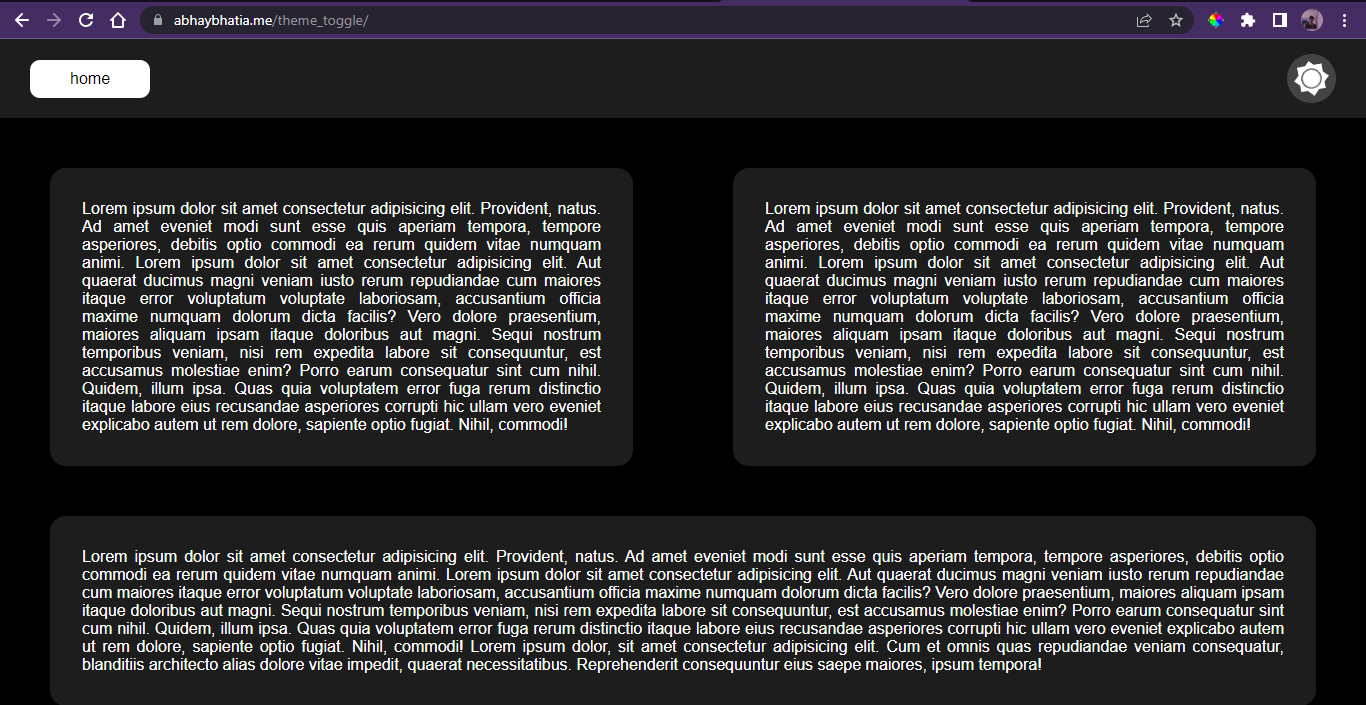 abhaybhatia.me/theme_toggle/
home
Lorem ipsum dolor sit amet consectetur adipisicing elit. Provident, natus.
Ad amet eveniet modi sunt esse quis aperiam tempora, tempore
asperiores, debitis optio commodi ea rerum quidem vitae numquam
animi. Lorem ipsum dolor sit amet consectetur adipisicing elit. Aut
quaerat ducimus magni veniam iusto rerum repudiandae cum maiores
itaque error voluptatum voluptate laboriosam, accusantium officia
maxime numquam dolorum dicta facilis? Vero dolore praesentium,
maiores aliquam ipsam itaque doloribus aut magni. Sequi nostrum
temporibus veniam, nisi rem expedita labore sit consequuntur, est
accusamus molestiae enim? Porro earum consequatur sint cum nihil.
Quidem, illum ipsa. Quas quia voluptatem error fuga rerum distinctio
itaque labore eius recusandae asperiores corrupti hic ullam vero eveniet
explicabo autem ut rem dolore, sapiente optio fugiat. Nihil, commodi!
Lorem ipsum dolor sit amet consectetur adipisicing elit. Provident, natus.
Ad amet eveniet modi sunt esse quis aperiam tempora, tempore
asperiores, debitis optio commodi ea rerum quidem vitae numquam
animi. Lorem ipsum dolor sit amet consectetur adipisicing elit. Aut
quaerat ducimus magni veniam iusto rerum repudiandae cum maiores
itaque error voluptatum voluptate laboriosam, accusantium officia
maxime numquam dolorum dicta facilis? Vero dolore praesentium,
maiores aliquam ipsam itaque doloribus aut magni. Sequi nostrum
temporibus veniam, nisi rem expedita labore sit consequuntur, est
accusamus molestiae enim? Porro earum consequatur sint cum nihil.
Quidem, illum ipsa. Quas quia voluptatem error fuga rerum distinctio
itaque labore eius recusandae asperiores corrupti hic ullam vero eveniet
explicabo autem ut rem dolore, sapiente optio fugiat. Nihil, commodi!
Lorem ipsum dolor sit amet consectetur adipisicing elit. Provident, natus. Ad amet eveniet modi sunt esse quis aperiam tempora, tempore asperiores, debitis optio
commodi ea rerum quidem vitae numquam animi. Lorem ipsum dolor sit amet consectetur adipisicing elit. Aut quaerat ducimus magni veniam iusto rerum repudiandae
cum maiores itaque error voluptatum voluptate laboriosam, accusantium officia maxime numquam dolorum dicta facilis? Vero dolore praesentium, maiores aliquam ipsam
itaque doloribus aut magni. Sequi nostrum temporibus veniam, nisi rem expedita labore sit consequuntur, est accusamus molestiae enim? Porro earum consequatur sint
cum nihil. Quidem, illum ipsa. Quas quia voluptatem error fuga rerum distinctio itaque labore eius recusandae asperiores corrupti hic ullam vero eveniet explicabo autem
ut rem dolore, sapiente optio fugiat. Nihil, commodi! Lorem ipsum dolor, sit amet consectetur adipisicing elit. Cum et omnis quas repudiandae veniam consequatur,
blanditiis architecto alias dolore vitae impedit, quaerat necessitatibus. Reprehenderit consequuntur eius saepe maiores, ipsum tempora!